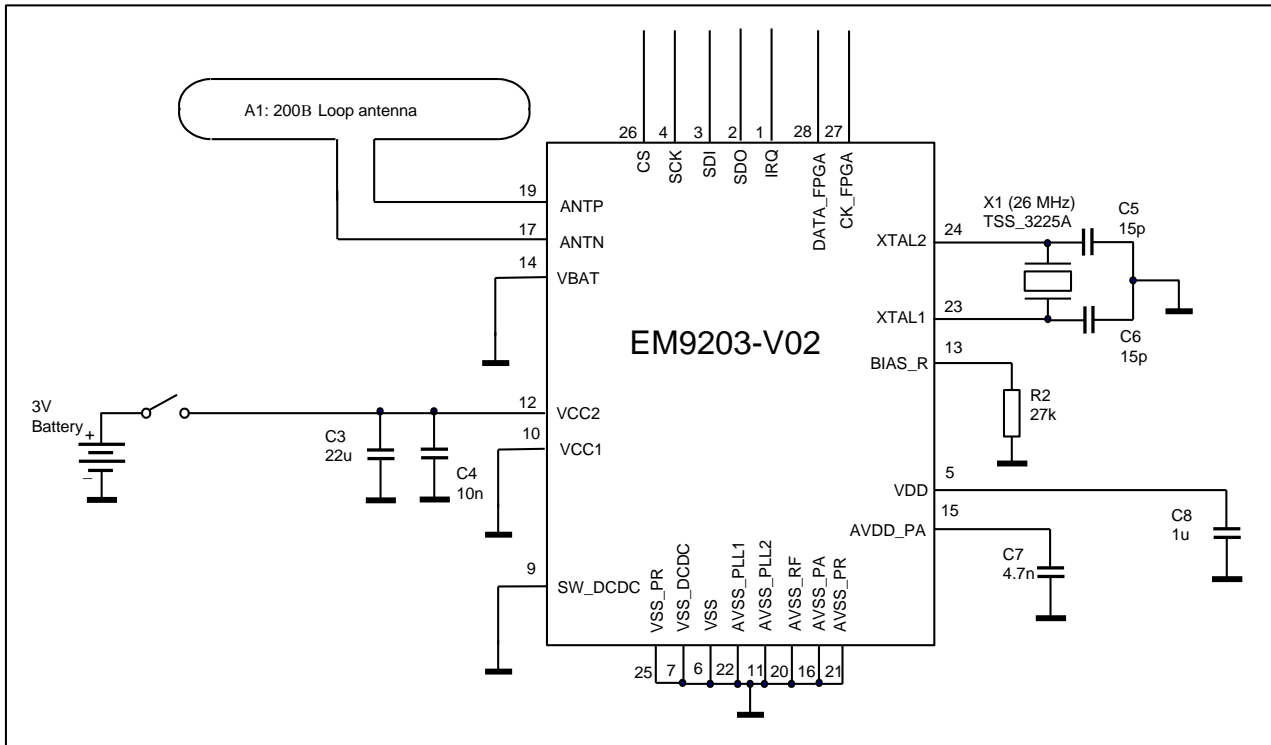 A1: 200B Loop antenna
26
4
3
2
1
28
27
CS
SCK
SDI
SDO
IRQ
DATA_FPGA
CK_FPGA
19
ANTP
17
ANTN
14
VBAT
X1 (26 MHz)
TSS_3225A
C5
15p
24
XTAL2
23
XTAL1
C6
15p
EM9203-V02
13
BIAS_R
R2
27k
3V
Battery
+
–
12
VCC2
C3
22u
10
VCC1
C4
10n
5
VDD
15
AVDD_PA
C8
1u
C7
4.7n
9
SW_DCDC
VSS_PR
VSS_DCDC
VSS
AVSS_PLL1
AVSS_PLL2
AVSS_RF
AVSS_PA
AVSS_PR
25
7
6
22
11
20
16
21